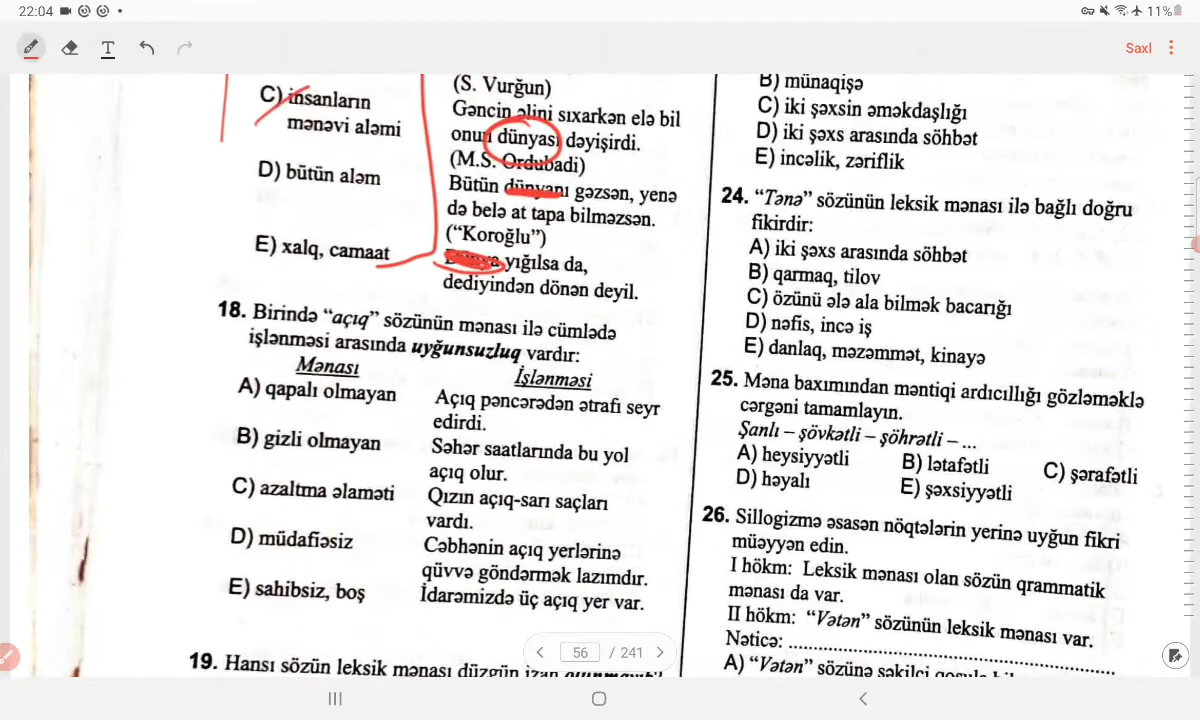 22:04
11%
Saxl
C) insanların
mənəvi aləmi
D) bütün aləm
E) xalq, camaat
(S. Vurğun)
Gəncin əlini sıxarkən elə bil
onun dünyası dəyişirdi.
(M.S. Ordubadi)
Bütün dünyanı gəzsən, yenə
də belə at tapa bilməzsən.
(“Koroğlu”)
yığılsa da,
dediyindən dönən deyil.
18. Birində “açıq” sözünün mənası ilə cümlədə
işlənməsi arasında uyğunsuzluq vardır:
Mənası İşlənməsi
A) qapalı olmayan Açıq pəncərədən ətrafı seyr
edirdi.
B) gizli olmayan Səhər saatlarında bu yol
açıq olur.
C) azaltma əlaməti Qızın açıq-sarı saçları
vardı.
D) müdafiəsiz Cəbhənin açıq yerlərinə
qüvvə göndərmək lazımdır.
E) sahibsiz, boş İdarəmizdə üç açıq yer var.
19. Hansı sözün leksik mənası düzgün
B) münaqişə
C) iki şəxsin əməkdaşlığı
D) iki şəxs arasında söhbət
E) incəlik, zəriflik
24. “Tənə” sözünün leksik mənası ilə bağlı doğru
fikirdir:
A) iki şəxs arasında söhbət
B) qarmaq, tilov
C) özünü ələ ala bilmək bacarığı
D) nəfis, incə iş
E) danlaq, məzəmmət, kinayə
25. Məna baxımından məntiqi ardıcıllığı gözləməklə
cərgəni tamamlayın.
Şanlı – şövkətli – şöhrətli – ...
A) heysiyyətli B) lətafətli C) şərafətli
D) həyalı E) şəxsiyyətli
26. Sillogizmə əsasən nöqtələrin yerinə uyğun fikri
müəyyən edin.
I hökm: Leksik mənası olan sözün qrammatik
mənası da var.
II hökm: “Vətən” sözünün leksik mənası var.
Nəticə: ................................................
A) “Vətən” sözünə şəkilçi
56 / 241